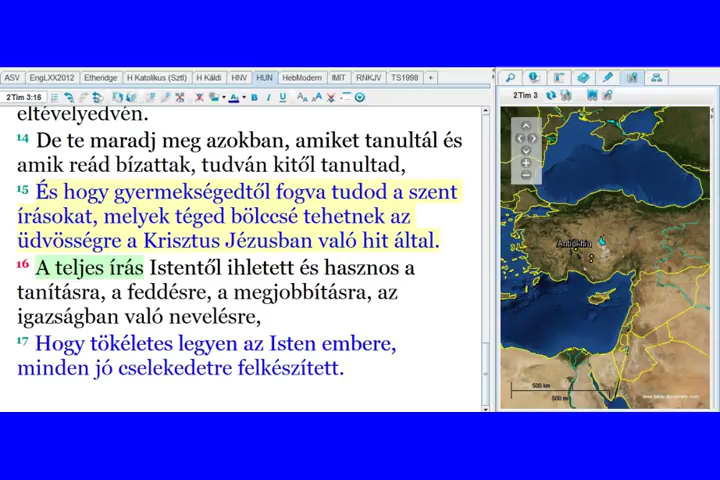 ASV EngLXX2012 Etheridge H Katolikus (Sztl) H Káldi HNV HUN HebModern IMIT RNKJV TS1998 +
2Tim 3:16
eltévelyedvén.
14 De te maradj meg azokban, amiket tanultál és
amik reád bízattak, tudván kitől tanultad,
15 És hogy gyermekségedtől fogva tudod a szent
írásokat, melyek téged bölccsé tehetnek az
üdvösségre a Krisztus Jézusban való hit által.
16 A teljes írás Istentől ihletett és hasznos a
tanításra, a feddésre, a megjobbításra, az
igazságban való nevelésre,
17 Hogy tökéletes legyen az Isten embere,
minden jó cselekedetre felkészített.
2Tim 3
Antiókhia
500 km
500 mi